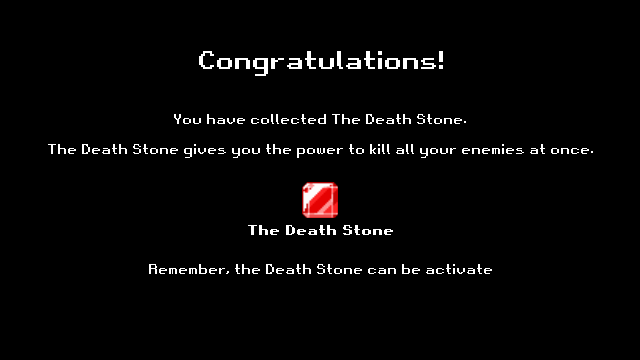 Congratulations!
You have collected The Death Stone.
The Death Stone gives you the power to kill all your enemies at once.
The Death Stone
Remember, the Death Stone can be activate